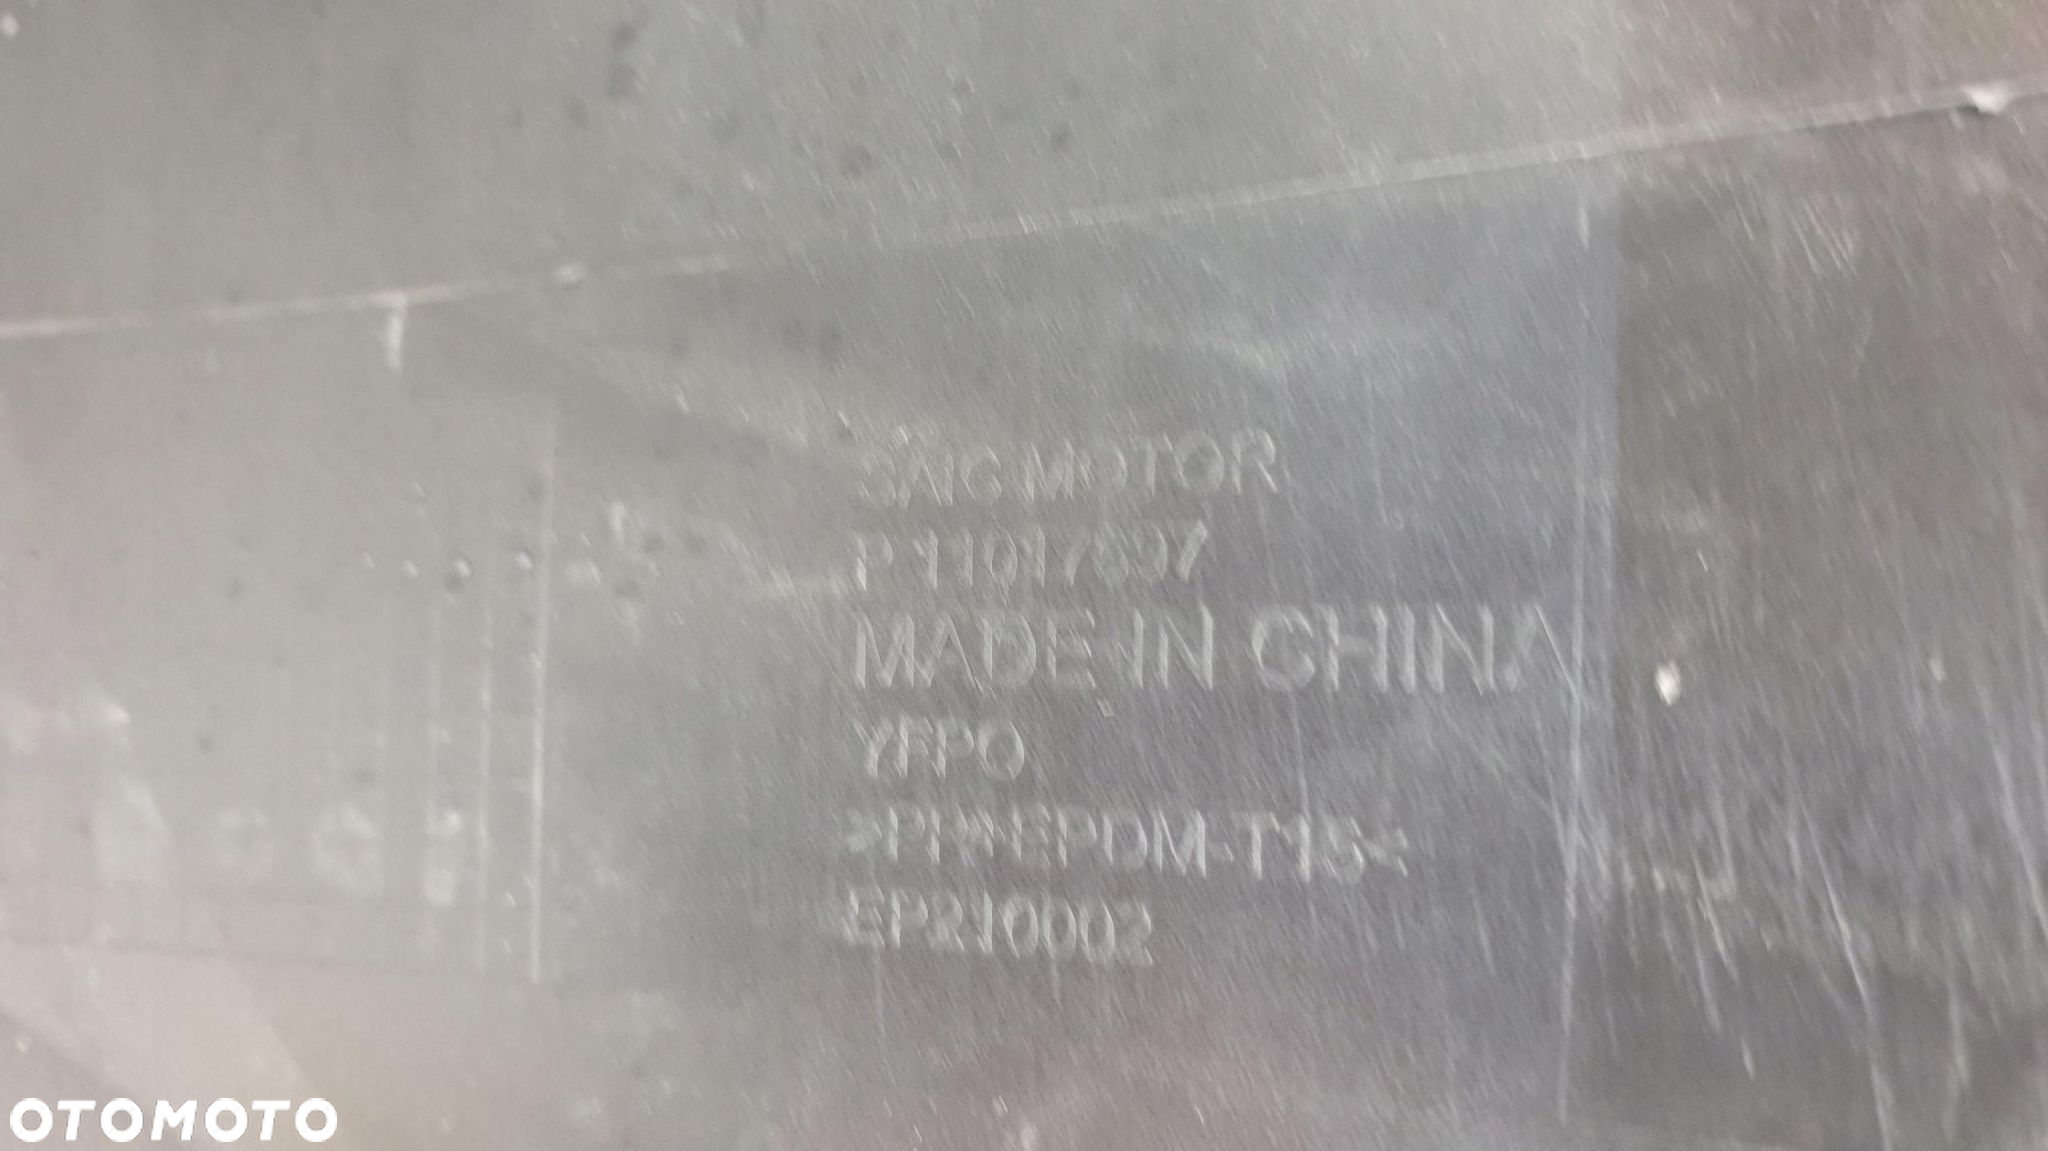 SAIC MOTOR
MADE IN CHINA
YFPO
>PP+EPDM-T15<
EP210002
OTOMOTO